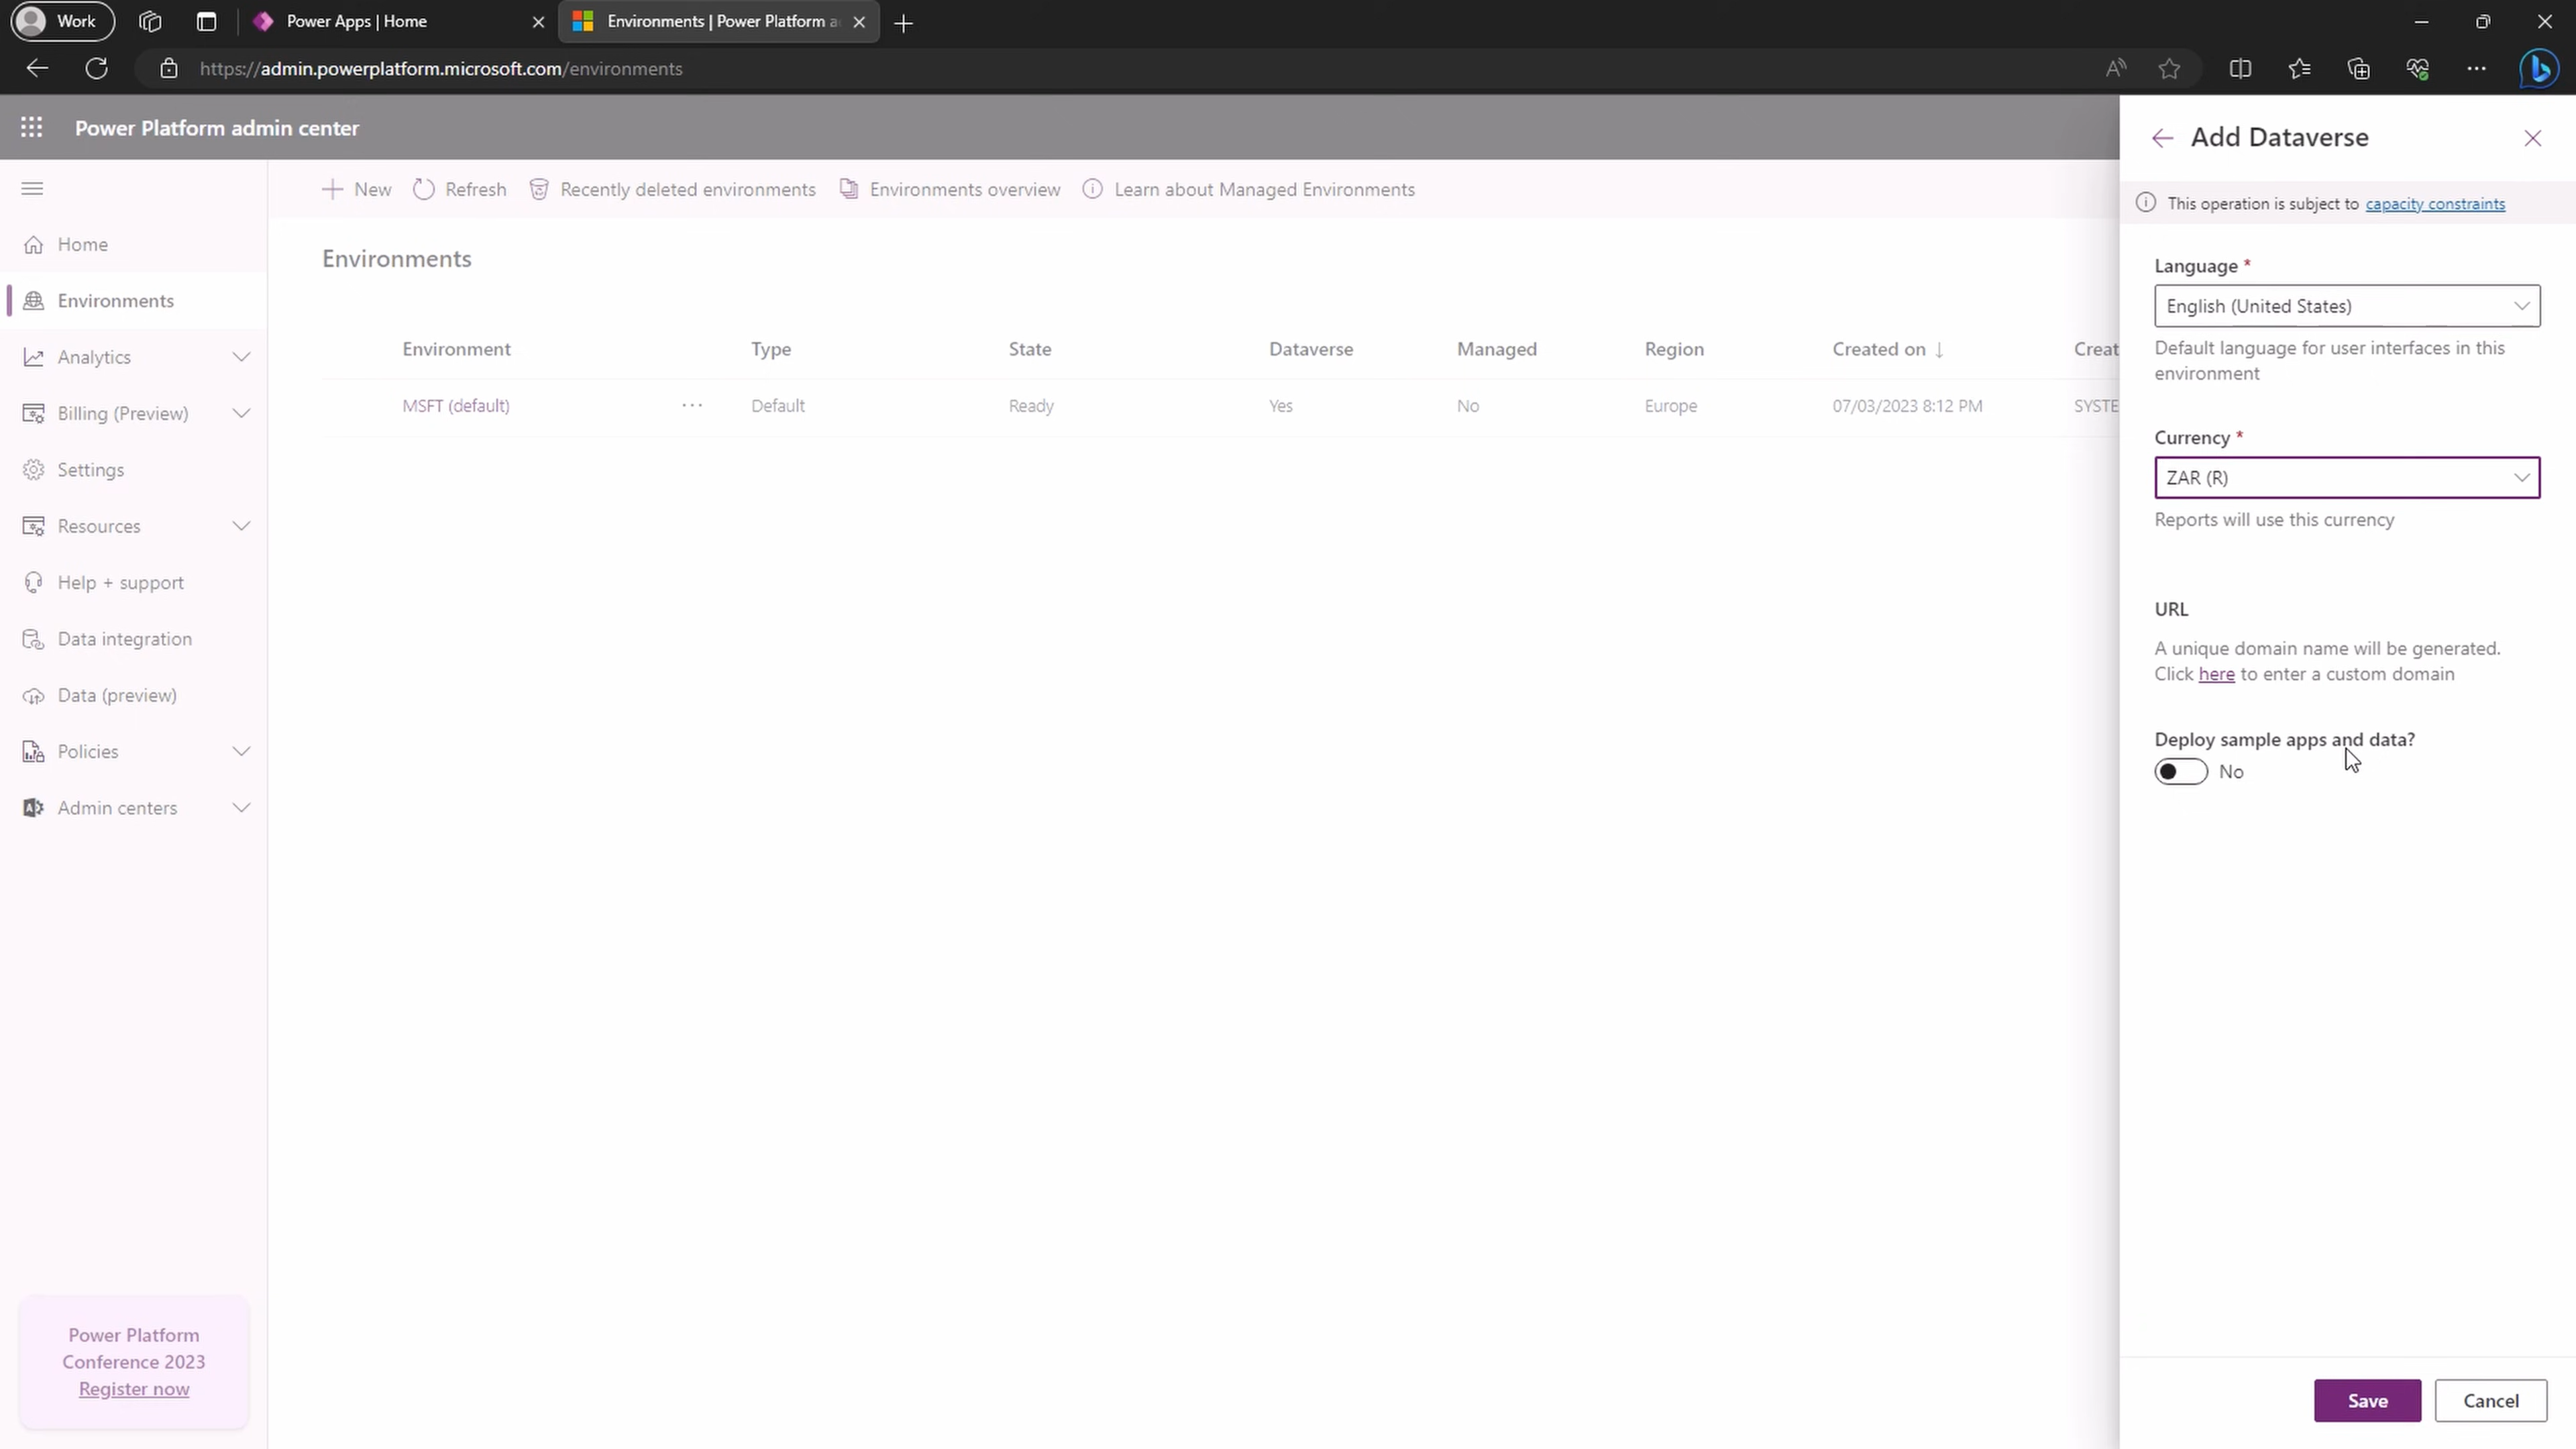 Work
Power Apps | Home
Environments | Power Platform a
https://admin.powerplatform.microsoft.com/environments
Power Platform admin center
Home
Environments
Analytics
Billing (Preview)
Settings
Resources
Help + support
Data integration
Data (preview)
Policies
Admin centers
Power Platform
Conference 2023
Register now
New Refresh Recently deleted environments Environments overview Learn about Managed Environments
Environments
Environment Type State Dataverse Managed Region Created on ↓ Creat
MSFT (default) ... Default Ready Yes No Europe 07/03/2023 8:12 PM SYSTE
Add Dataverse
This operation is subject to capacity constraints
Language *
English (United States)
Default language for user interfaces in this
environment
Currency *
ZAR (R)
Reports will use this currency
URL
A unique domain name will be generated.
Click here to enter a custom domain
Deploy sample apps and data?
No
Save Cancel